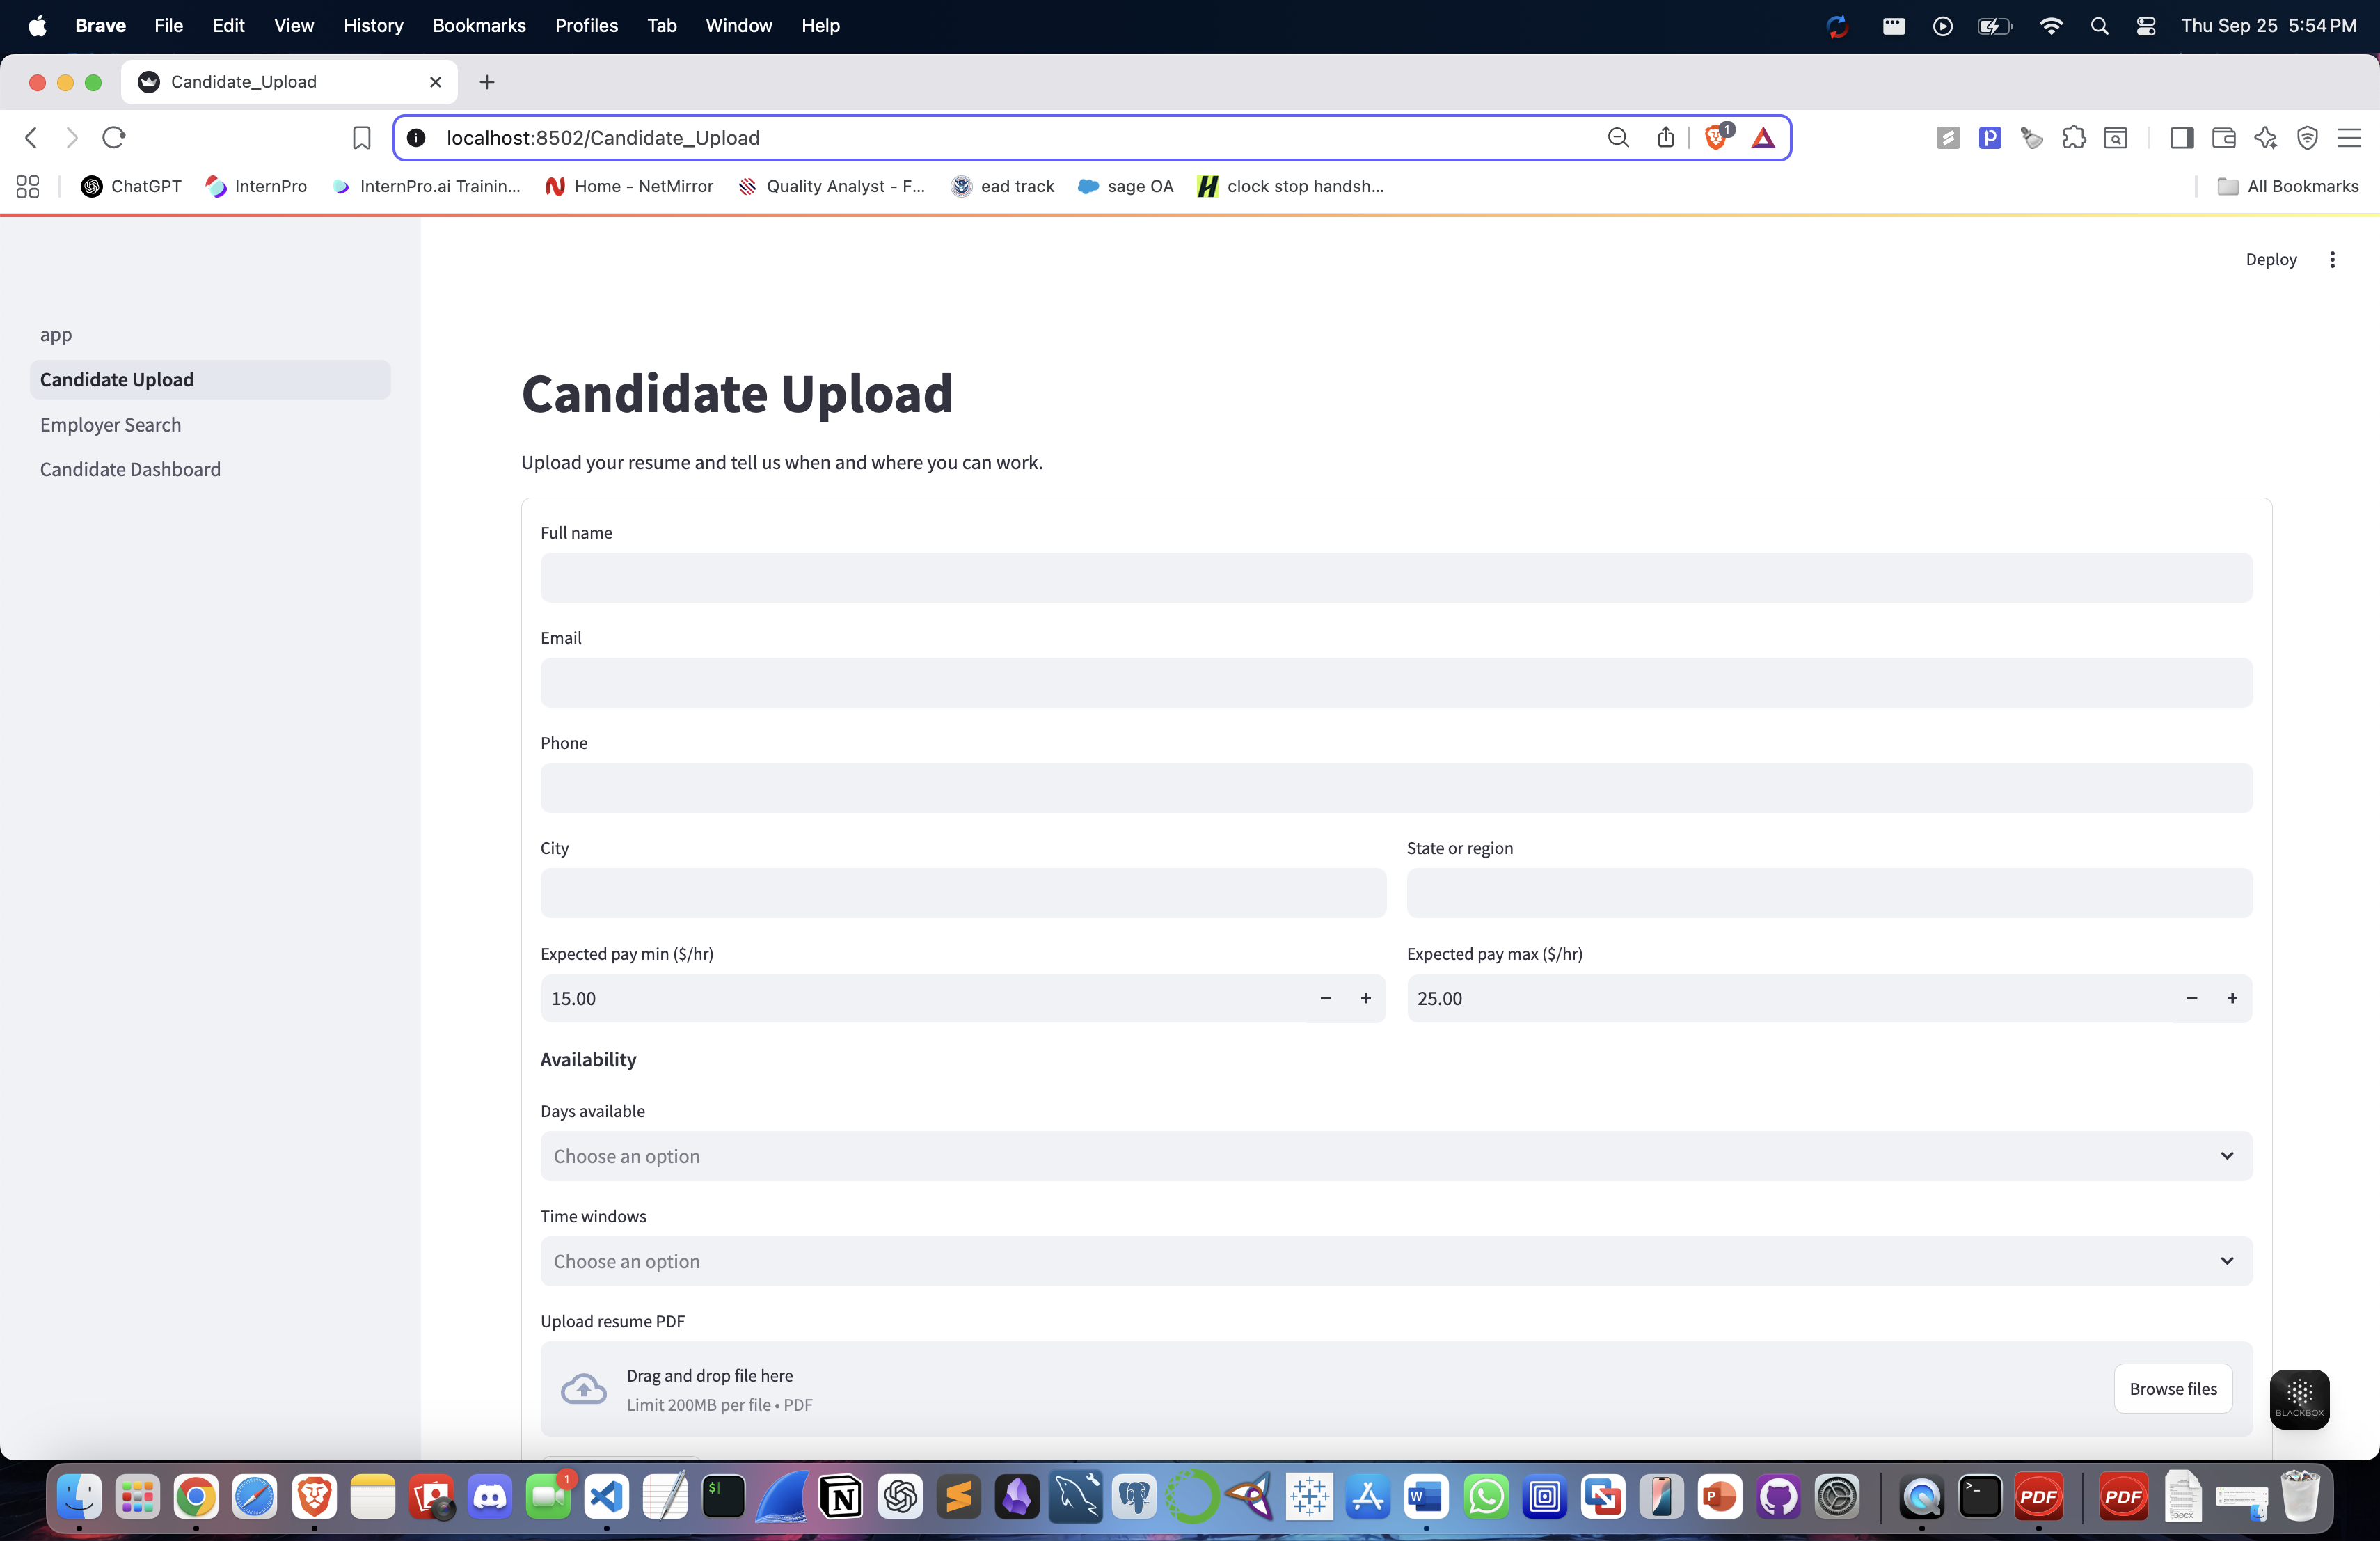 Brave File Edit View History Bookmarks Profiles Tab Window Help Thu Sep 25 5:54 PM
Candidate_Upload
localhost:8502/Candidate_Upload 1
ChatGPT InternPro InternPro.ai Trainin... Home - NetMirror Quality Analyst - F... ead track sage OA clock stop handsh... All Bookmarks
Deploy
app
Candidate Upload
Employer Search
Candidate Dashboard
Candidate Upload
Upload your resume and tell us when and where you can work.
Full name
Email
Phone
City State or region
Expected pay min ($/hr) Expected pay max ($/hr)
15.00 − + 25.00 − +
Availability
Days available
Choose an option
Time windows
Choose an option
Upload resume PDF
Drag and drop file here
Limit 200MB per file • PDF
Browse files
BLACKBOX
1
PDF PDF
DOCX